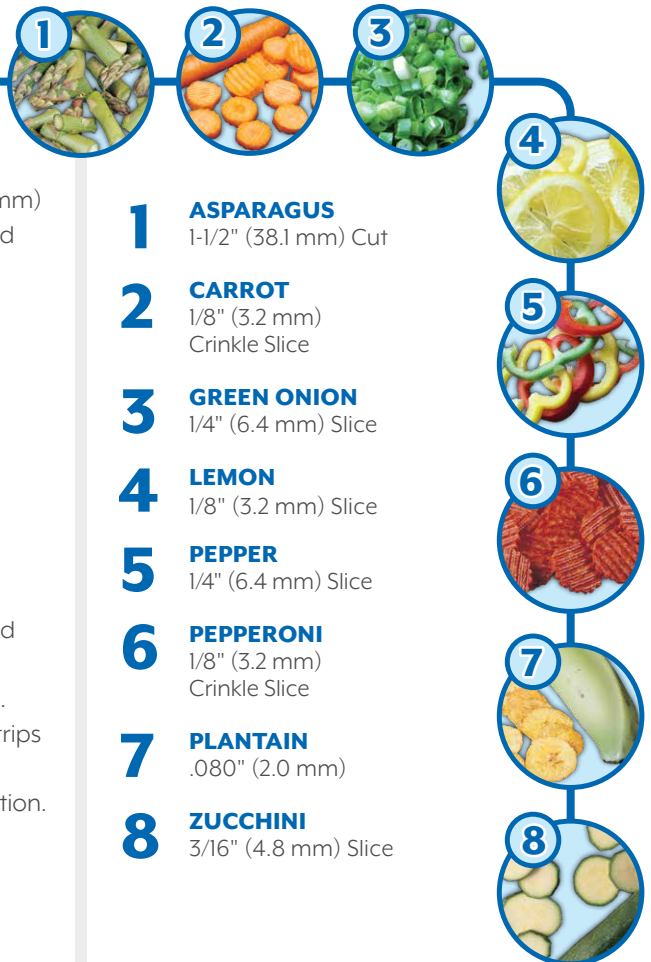 1
2
3
4
5
6
7
8
mm)
d
d
.
rips
tion.
1
ASPARAGUS
1-1/2" (38.1 mm) Cut
2
CARROT
1/8" (3.2 mm)
Crinkle Slice
3
GREEN ONION
1/4" (6.4 mm) Slice
4
LEMON
1/8" (3.2 mm) Slice
5
PEPPER
1/4" (6.4 mm) Slice
6
PEPPERONI
1/8" (3.2 mm)
Crinkle Slice
7
PLANTAIN
.080" (2.0 mm)
8
ZUCCHINI
3/16" (4.8 mm) Slice